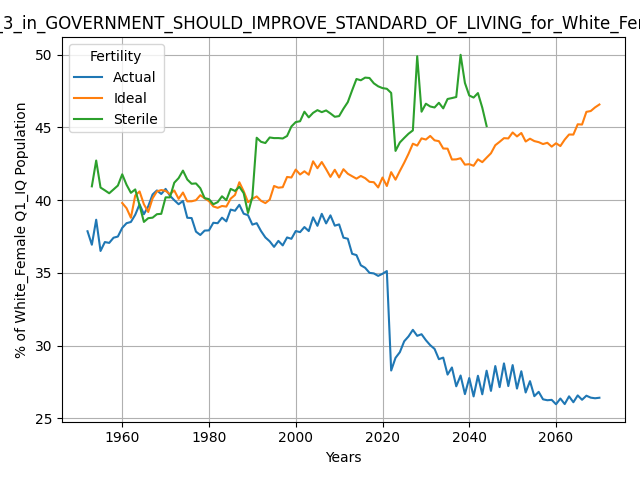 _3_in_GOVERNMENT_SHOULD_IMPROVE_STANDARD_OF_LIVING_for_White_Fem
Fertility
Actual
Ideal
Sterile
% of White_Female Q1_IQ Population
50
45
40
35
30
25
1960
1980
2000
2020
2040
2060
Years